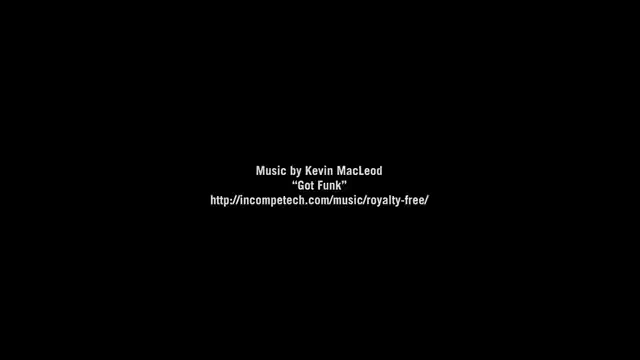 Music by Kevin MacLeod
“Got Funk”
http://incompetech.com/music/royalty-free/